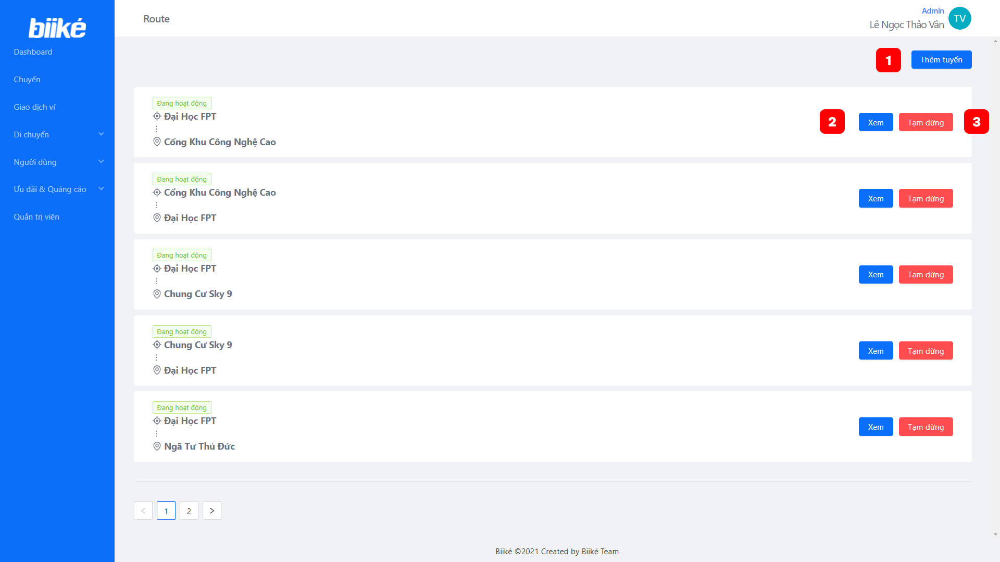 biiké
Dashboard
Chuyến
Giao dịch ví
Di chuyển
Người dùng
Ưu đãi & Quảng cáo
Quản trị viên
Route
Admin
Lê Ngọc Thảo Vân
TV
1
Thêm tuyến
Đang hoạt động
Đại Học FPT
Cổng Khu Công Nghệ Cao
2
Xem
Tạm dừng
3
Đang hoạt động
Cổng Khu Công Nghệ Cao
Đại Học FPT
Xem
Tạm dừng
Đang hoạt động
Đại Học FPT
Chung Cư Sky 9
Xem
Tạm dừng
Đang hoạt động
Chung Cư Sky 9
Đại Học FPT
Xem
Tạm dừng
Đang hoạt động
Đại Học FPT
Ngã Tư Thủ Đức
Xem
Tạm dừng
< 1 2 >
Biiké ©2021 Created by Biiké Team